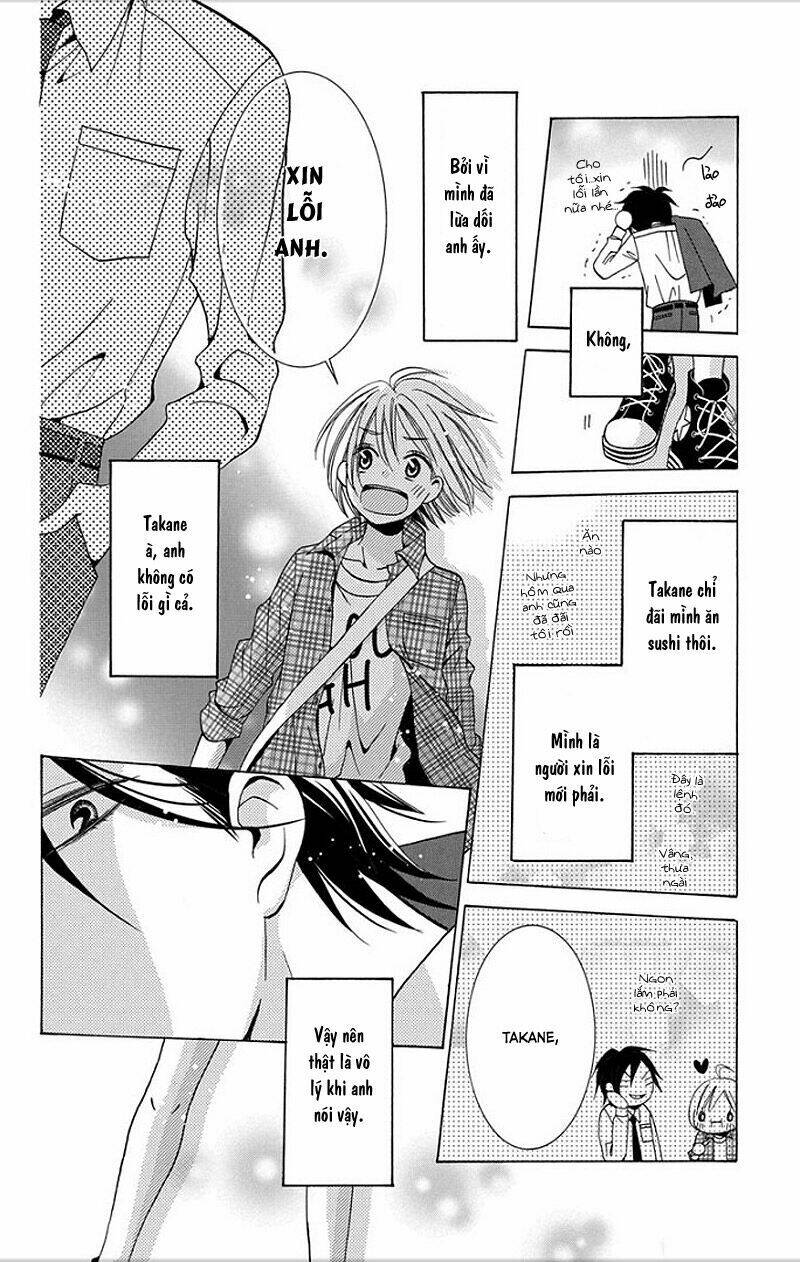 Cho
tôi..xin
lỗi lần
nữa nhé..
lảo
đảo
Không,
Bởi vì
mình đã
lừa dối
anh ấy.
XIN
LỖI
ANH.
Takane
à, anh
không có
lỗi gì cả.
Ăn
nào
Nhưng
hôm qua
anh cũng
đã đãi
tôi rồi
Takane chỉ
đãi mình ăn
sushi thôi.
Mình là
người xin lỗi
mới phải.
Đây là
lệnh
đó
Vâng,
thưa
ngài
Ngon
lắm phải
không?
TAKANE,
Vậy nên
thật là vô
lý khi anh
nói vậy.